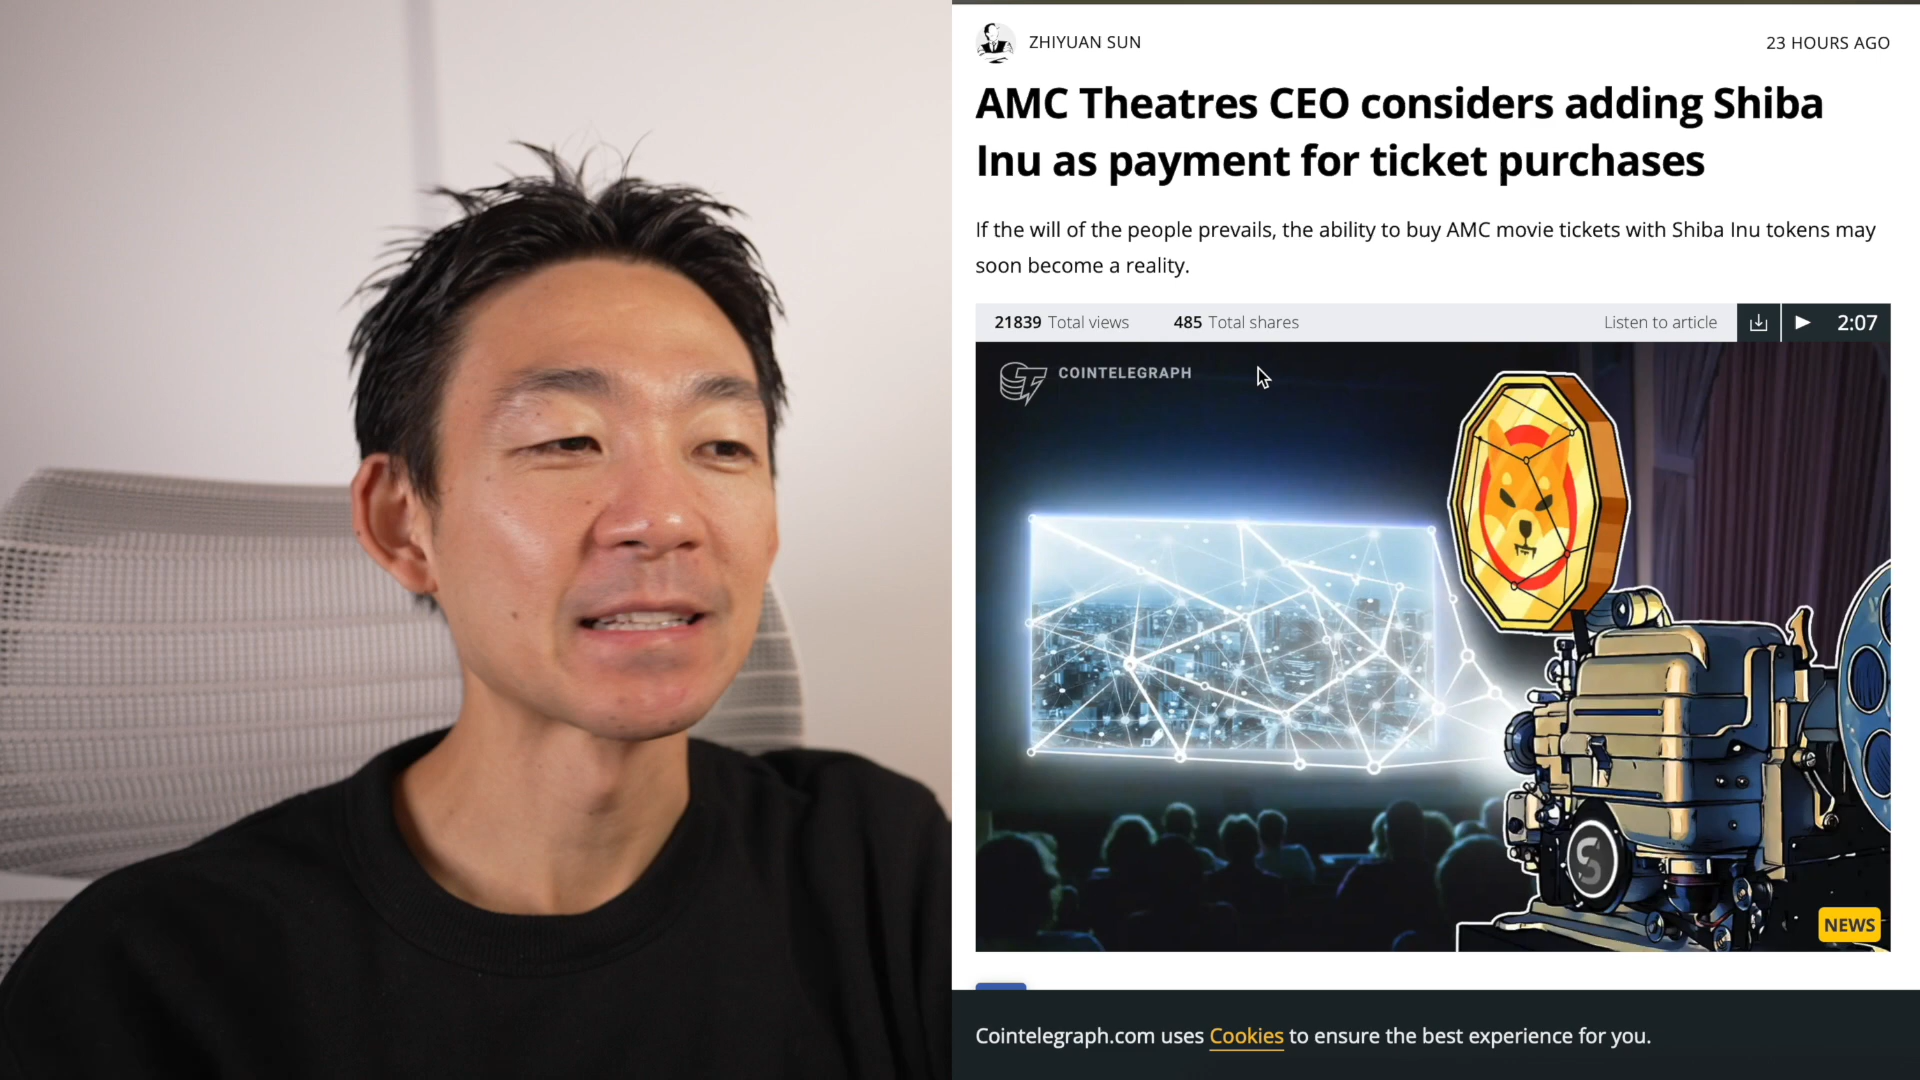 ZHIYUAN SUN
23 HOURS AGO
AMC Theatres CEO considers adding Shiba
Inu as payment for ticket purchases
If the will of the people prevails, the ability to buy AMC movie tickets with Shiba Inu tokens may
soon become a reality.
21839 Total views
485 Total shares
Listen to article
2:07
COINTELEGRAPH
S
NEWS
Cointelegraph.com uses Cookies to ensure the best experience for you.